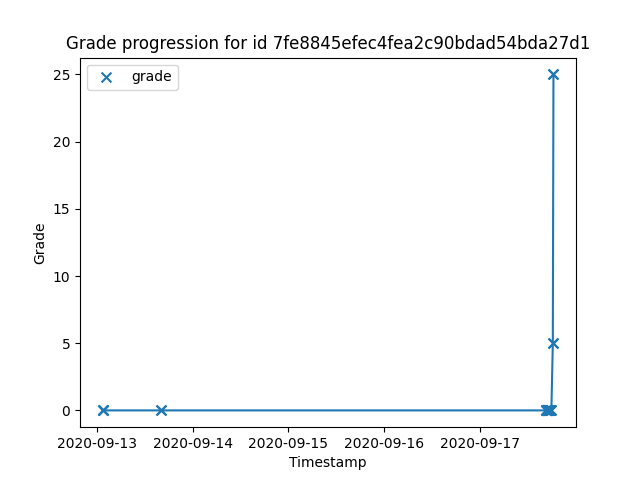 Grade progression for id 7fe8845efec4fea2c90bdad54bda27d1
grade
25
20
15
10
5
0
Grade
2020-09-13 2020-09-14 2020-09-15 2020-09-16 2020-09-17
Timestamp